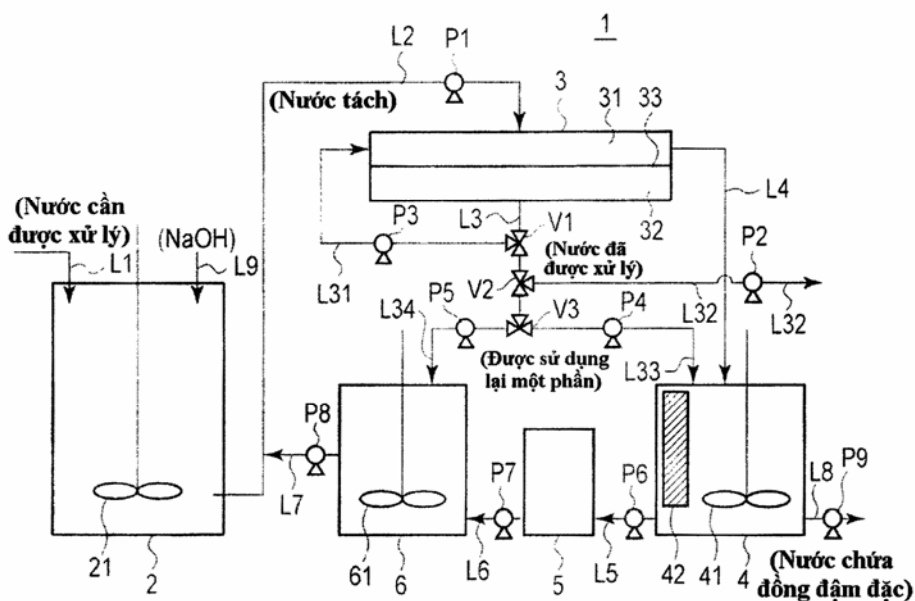 1
L2
P1
(Nước tách)
3
31
33
L4
32
L3
V1
P3
L31
(Nước đã
được xử lý)
P2
V2
L32
L32
(Nước cần
được xử lý)
(NaOH)
L1
L9
L34
P5
V3
P4
(Được sử dụng
lại một phần)
L33
P8
L7
P7
L6
P6
L5
L8
P9
21
2
61
6
5
42
41
4
(Nước chứa
đồng đậm đặc)